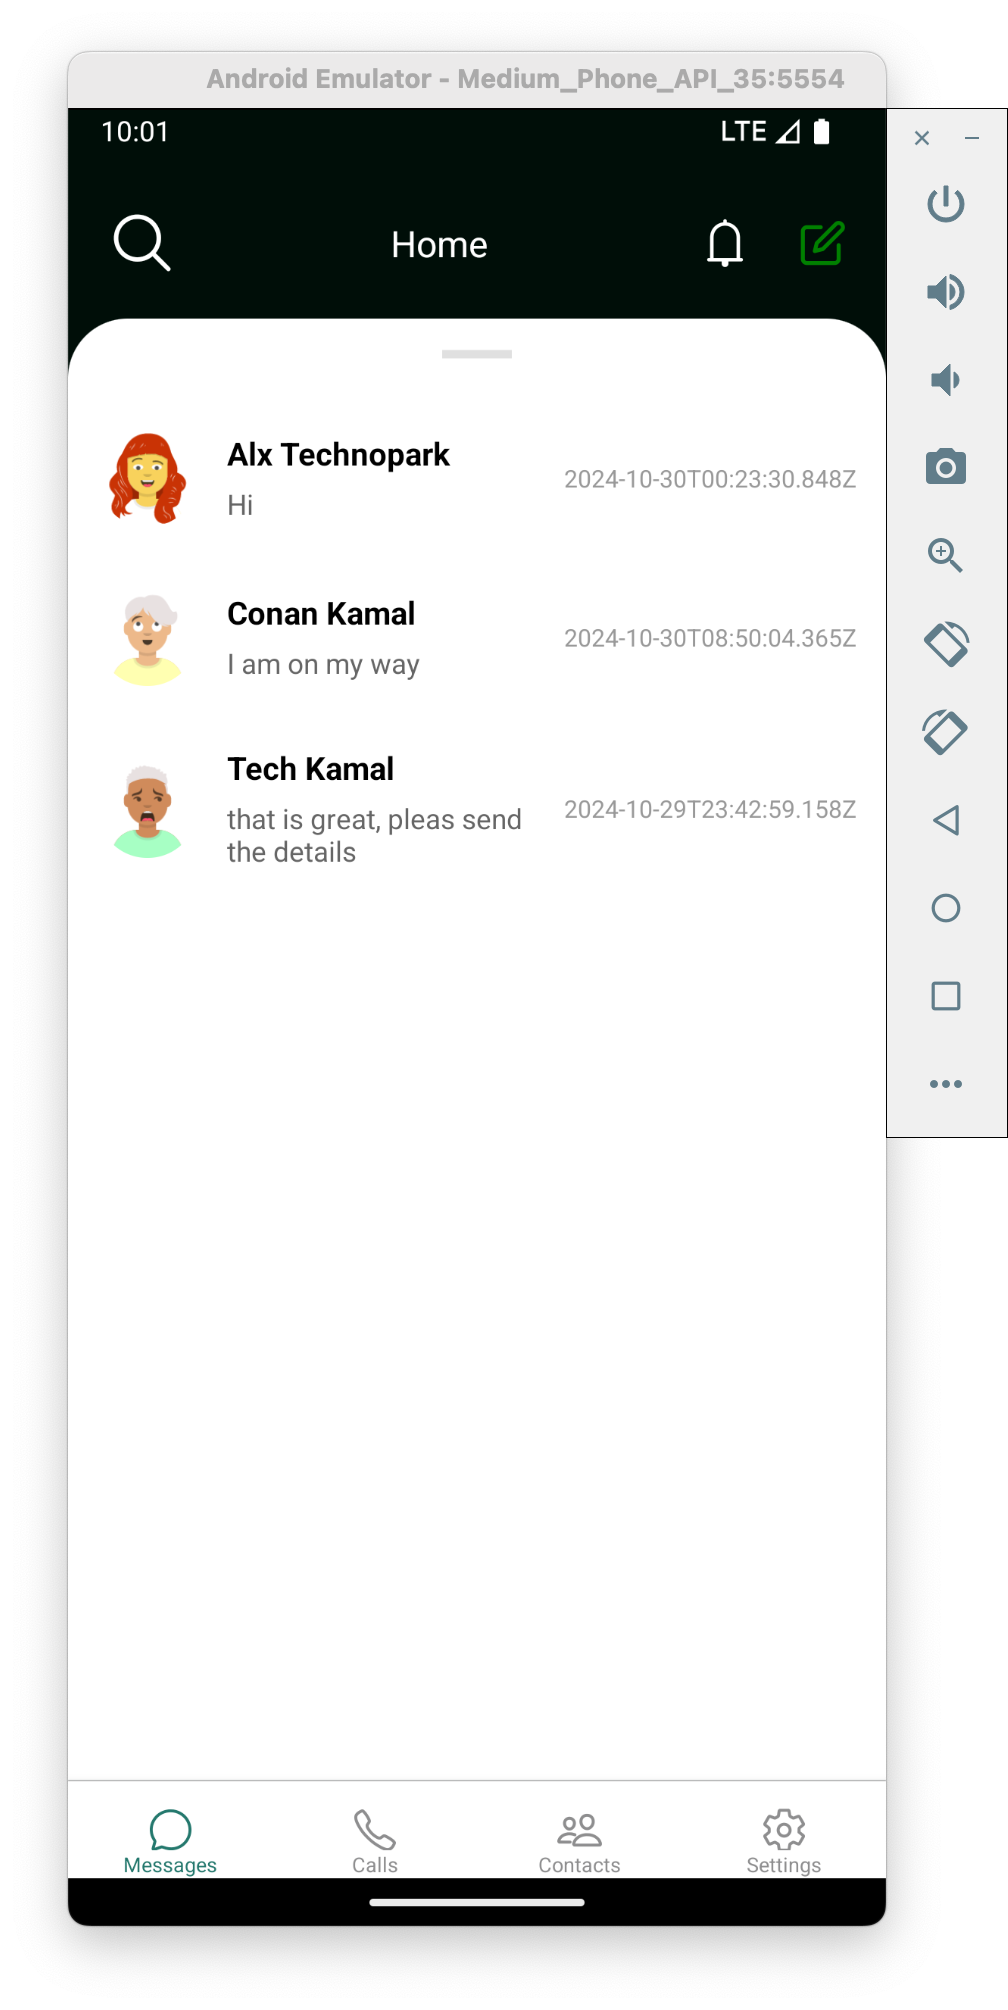 Android Emulator - Medium_Phone_API_35:5554
10:01
LTE
Home
Alx Technopark
Hi
2024-10-30T00:23:30.848Z
Conan Kamal
I am on my way
2024-10-30T08:50:04.365Z
Tech Kamal
that is great, pleas send
the details
2024-10-29T23:42:59.158Z
Messages
Calls
Contacts
Settings